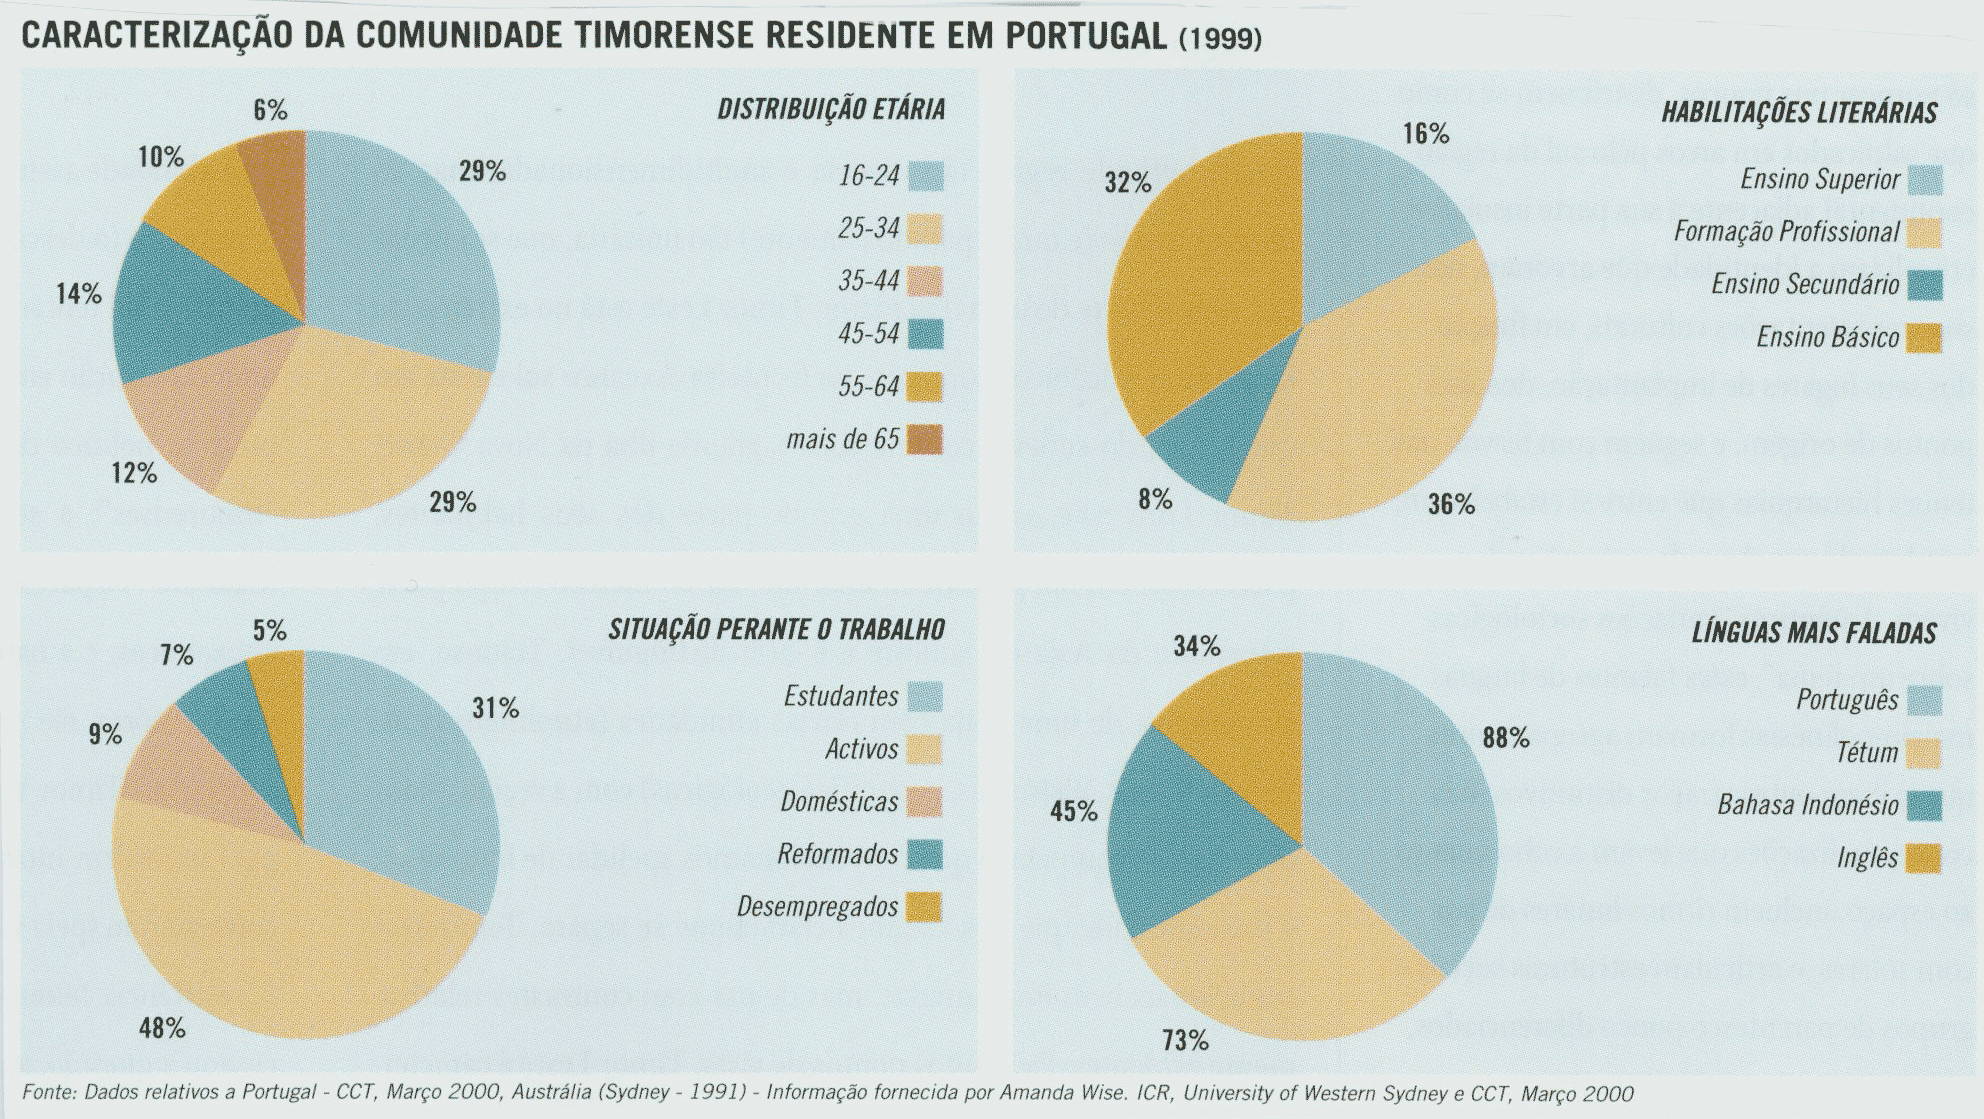 CARACTERIZAÇÃO DA COMUNIDADE TIMORENSE RESIDENTE EM PORTUGAL (1999)
DISTRIBUIÇÃO ETÁRIA
6%
10%
29%
14%
12%
29%
16-24
25-34
35-44
45-54
55-64
mais de 65
HABILITAÇÕES LITERÁRIAS
16%
32%
8%
36%
Ensino Superior
Formação Profissional
Ensino Secundário
Ensino Básico
SITUAÇÃO PERANTE O TRABALHO
5%
7%
31%
9%
48%
Estudantes
Activos
Domésticas
Reformados
Desempregados
LÍNGUAS MAIS FALADAS
34%
88%
45%
73%
Português
Tétum
Bahasa Indonésio
Inglês
Fonte: Dados relativos a Portugal - CCT, Março 2000, Austrália (Sydney - 1991) - Informação fornecida por Amanda Wise. ICR, University of Western Sydney e CCT, Março 2000